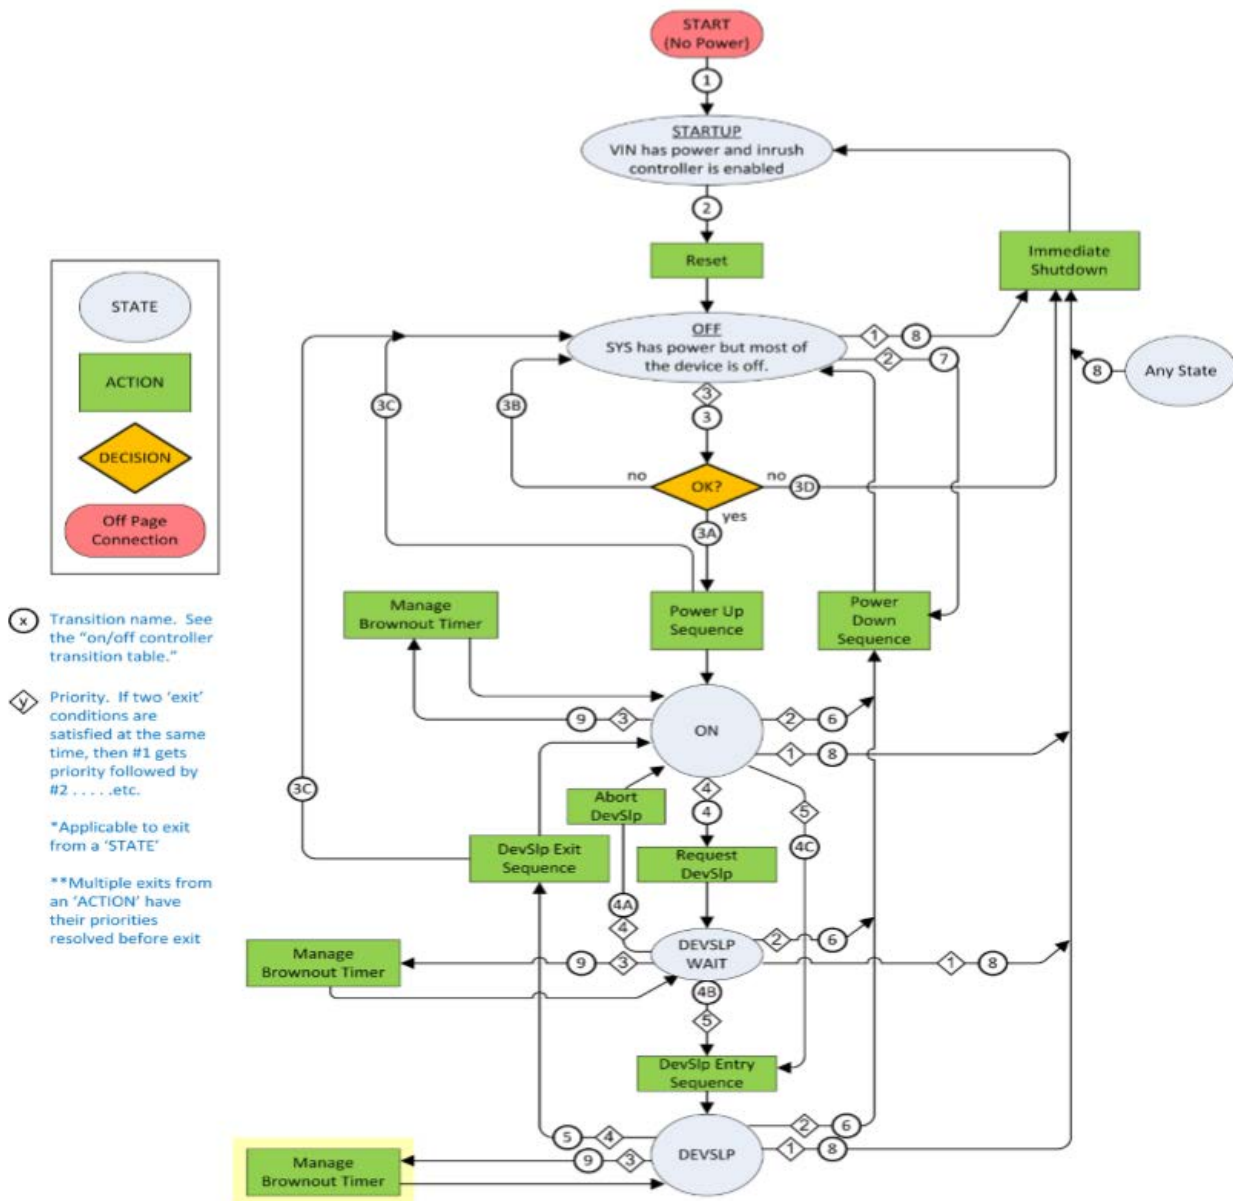 START
(No Power)
1
STARTUP
VIN has power and inrush
controller is enabled
2
Reset
Immediate
Shutdown
STATE
ACTION
DECISION
Off Page
Connection
OFF
SYS has power but most of
the device is off.
1
8
2
7
8
Any State
3C
3B
3
3
no
OK?
no
3D
yes
3A
x
Transition name. See
the “on/off controller
transition table.”
y
Priority. If two ‘exit’
conditions are
satisfied at the same
time, then #1 gets
priority followed by
#2 . . . . .etc.
*Applicable to exit
from a ‘STATE’
**Multiple exits from
an ‘ACTION’ have
their priorities
resolved before exit
Manage
Brownout Timer
Power Up
Sequence
Power
Down
Sequence
9
3
ON
2
6
1
8
3C
Abort
DevSlp
4
4
5
4C
DevSlp Exit
Sequence
Request
DevSlp
4A
4
Manage
Brownout Timer
9
3
DEVSLP
WAIT
2
6
1
8
4B
5
DevSlp Entry
Sequence
5
4
DEVSLP
2
6
1
8
9
3
Manage
Brownout Timer